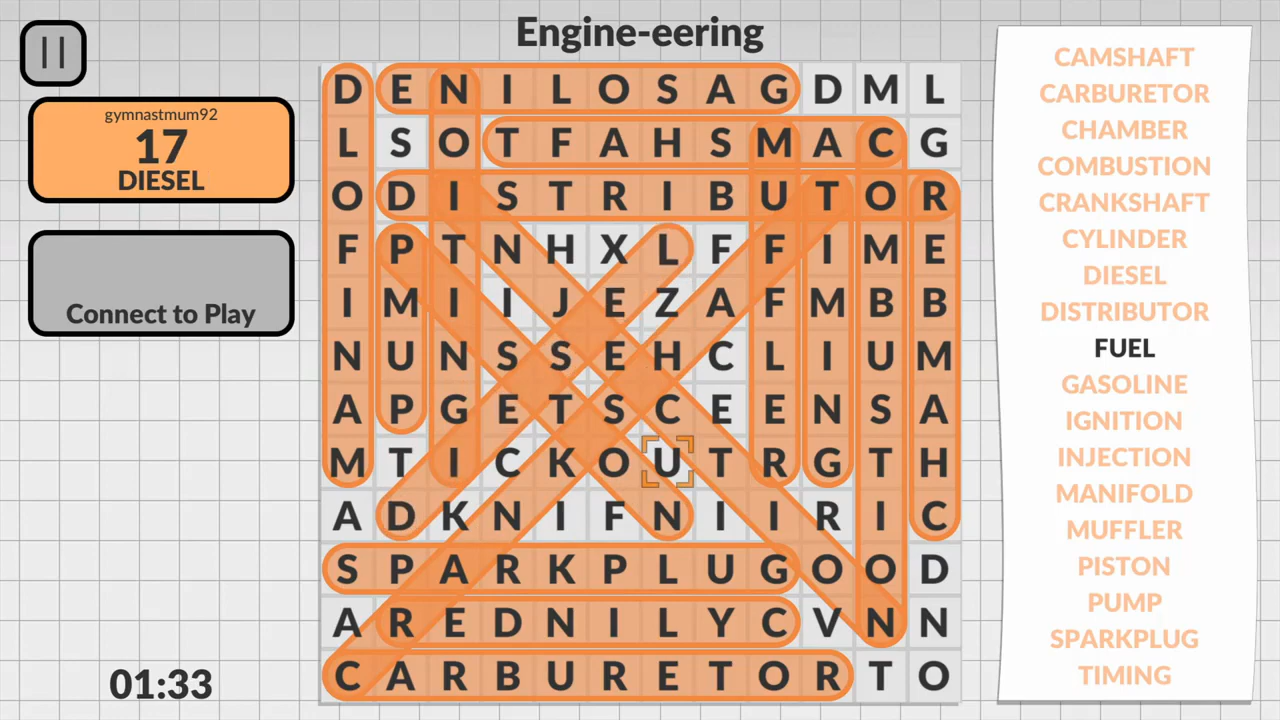 Engine-eering
gymnastmum92
17
DIESEL
Connect to Play
01:33
D E N I L O S A G D M L
L S O T F A H S M A C G
O D I S T R I B U T O R
F P T N H X L F F I M E
I M I I J E Z A F M B B
N U N S S E H C L I U M
A P G E T S C E E N S A
M T I C K O U T R G T H
A D K N I F N I I R I C
S P A R K P L U G O O D
A R E D N I L Y C V N N
C A R B U R E T O R T O
CAMSHAFT
CARBURETOR
CHAMBER
COMBUSTION
CRANKSHAFT
CYLINDER
DIESEL
DISTRIBUTOR
FUEL
GASOLINE
IGNITION
INJECTION
MANIFOLD
MUFFLER
PISTON
PUMP
SPARKPLUG
TIMING